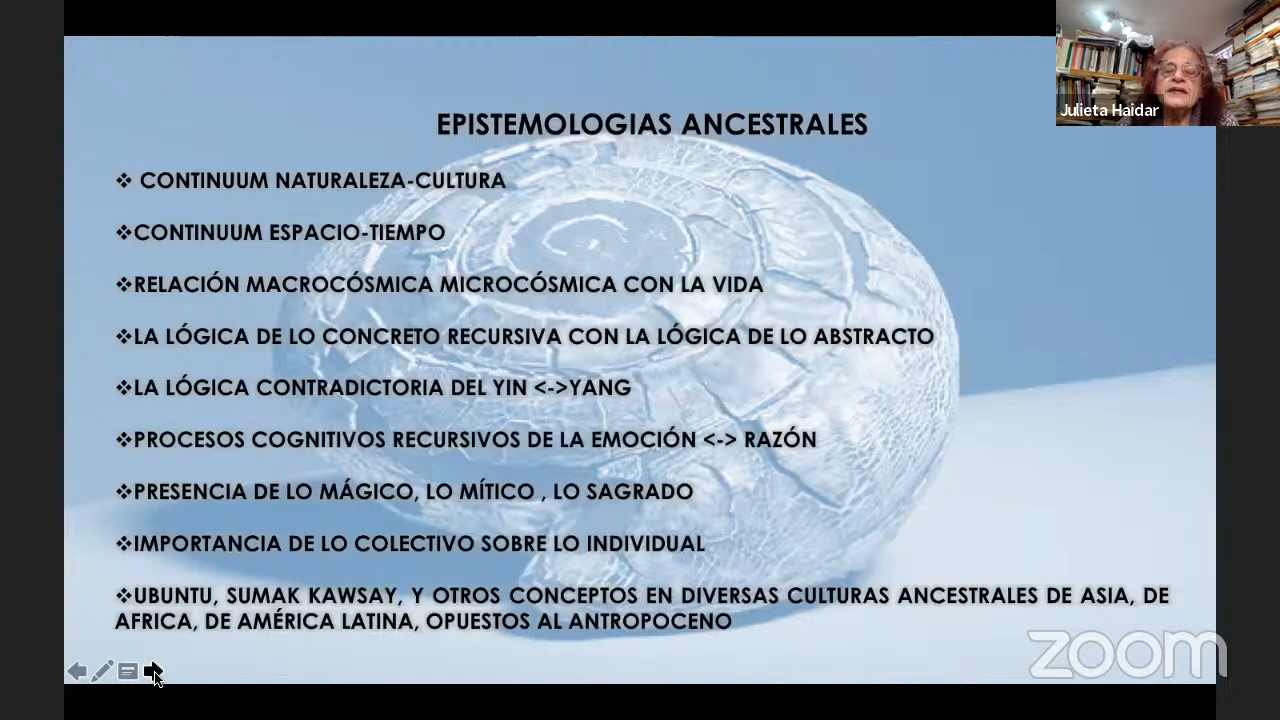 Julieta Haidar
EPISTEMOLOGIAS ANCESTRALES
❖ CONTINUUM NATURALEZA-CULTURA
❖CONTINUUM ESPACIO-TIEMPO
❖RELACIÓN MACROCÓSMICA MICROCÓSMICA CON LA VIDA
❖LA LÓGICA DE LO CONCRETO RECURSIVA CON LA LÓGICA DE LO ABSTRACTO
❖LA LÓGICA CONTRADICTORIA DEL YIN <->YANG
❖PROCESOS COGNITIVOS RECURSIVOS DE LA EMOCIÓN <-> RAZÓN
❖PRESENCIA DE LO MÁGICO, LO MÍTICO , LO SAGRADO
❖IMPORTANCIA DE LO COLECTIVO SOBRE LO INDIVIDUAL
❖UBUNTU, SUMAK KAWSAY, Y OTROS CONCEPTOS EN DIVERSAS CULTURAS ANCESTRALES DE ASIA, DE
AFRICA, DE AMÉRICA LATINA, OPUESTOS AL ANTROPOCENO
zoom